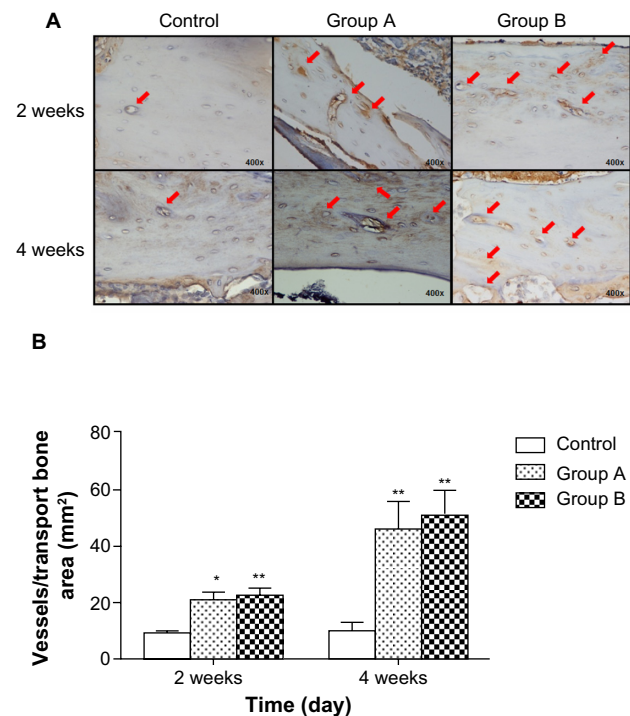 A
Control Group A Group B
2 weeks
400x 400x 400x
4 weeks
400x 400x 400x
B
Vessels/transport bone
area (mm²)
80
60
40
20
0
* ** ** **
2 weeks 4 weeks
Time (day)
Control
Group A
Group B